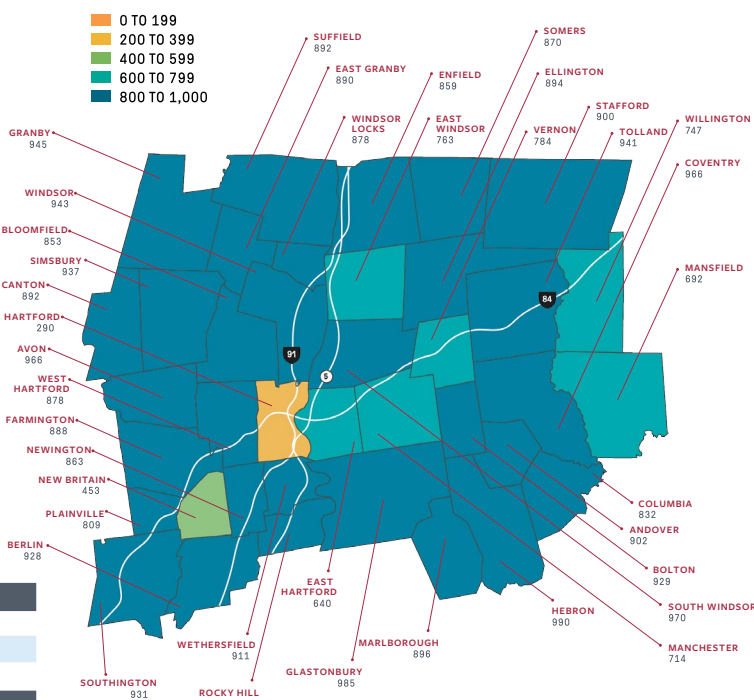 0 TO 199
200 TO 399
400 TO 599
600 TO 799
800 TO 1,000
SUFFIELD
892
EAST GRANBY
890
ENFIELD
859
SOMERS
870
ELLINGTON
894
STAFFORD
900
WILLINGTON
747
WINDSOR
LOCKS
878
EAST
WINDSOR
763
VERNON
784
TOLLAND
941
COVENTRY
966
GRANBY
945
WINDSOR
943
BLOOMFIELD
853
SIMSBURY
937
MANSFIELD
692
CANTON
892
HARTFORD
290
AVON
966
WEST
HARTFORD
878
FARMINGTON
888
NEWINGTON
863
NEW BRITAIN
453
PLAINVILLE
809
BERLIN
928
84
91
5
COLUMBIA
832
ANDOVER
902
BOLTON
929
SOUTH WINDSOR
970
MANCHESTER
714
HEBRON
990
EAST
HARTFORD
640
MARLBOROUGH
896
WETHERSFIELD
911
GLASTONBURY
985
SOUTHINGTON
931
ROCKY HILL